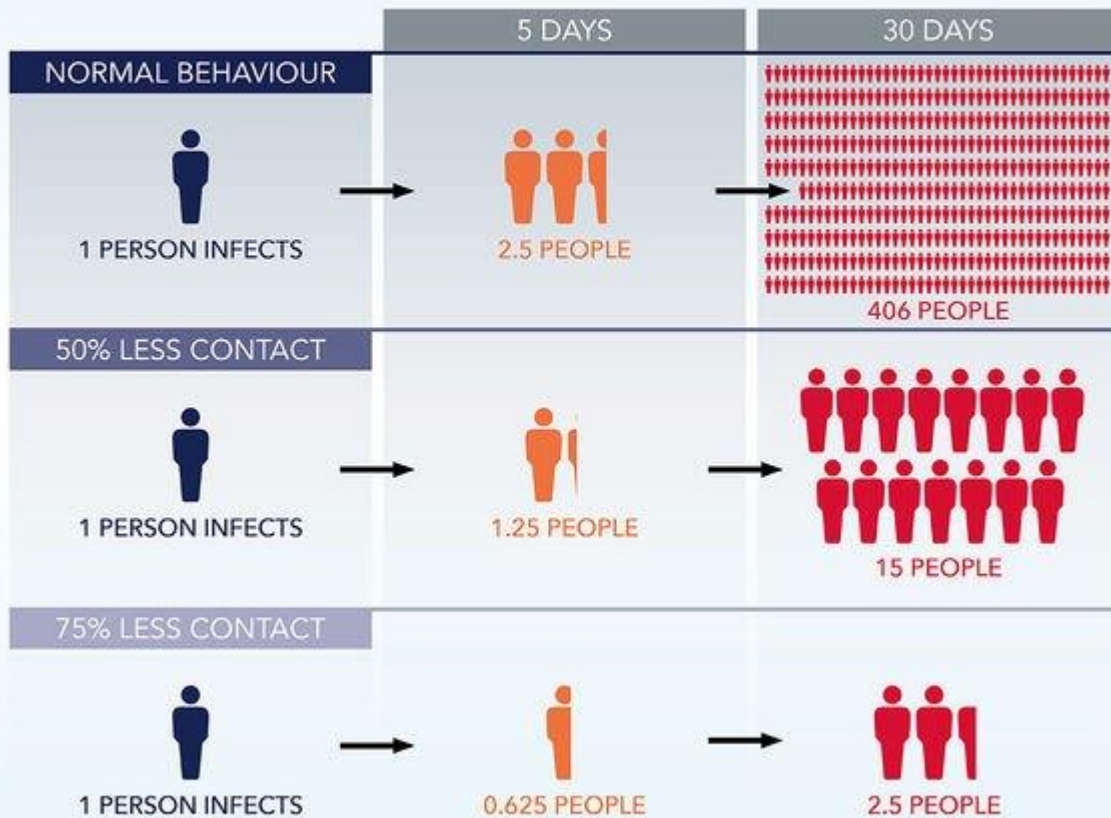 5 DAYS
30 DAYS
NORMAL BEHAVIOUR
1 PERSON INFECTS
2.5 PEOPLE
406 PEOPLE
50% LESS CONTACT
1 PERSON INFECTS
1.25 PEOPLE
15 PEOPLE
75% LESS CONTACT
1 PERSON INFECTS
0.625 PEOPLE
2.5 PEOPLE